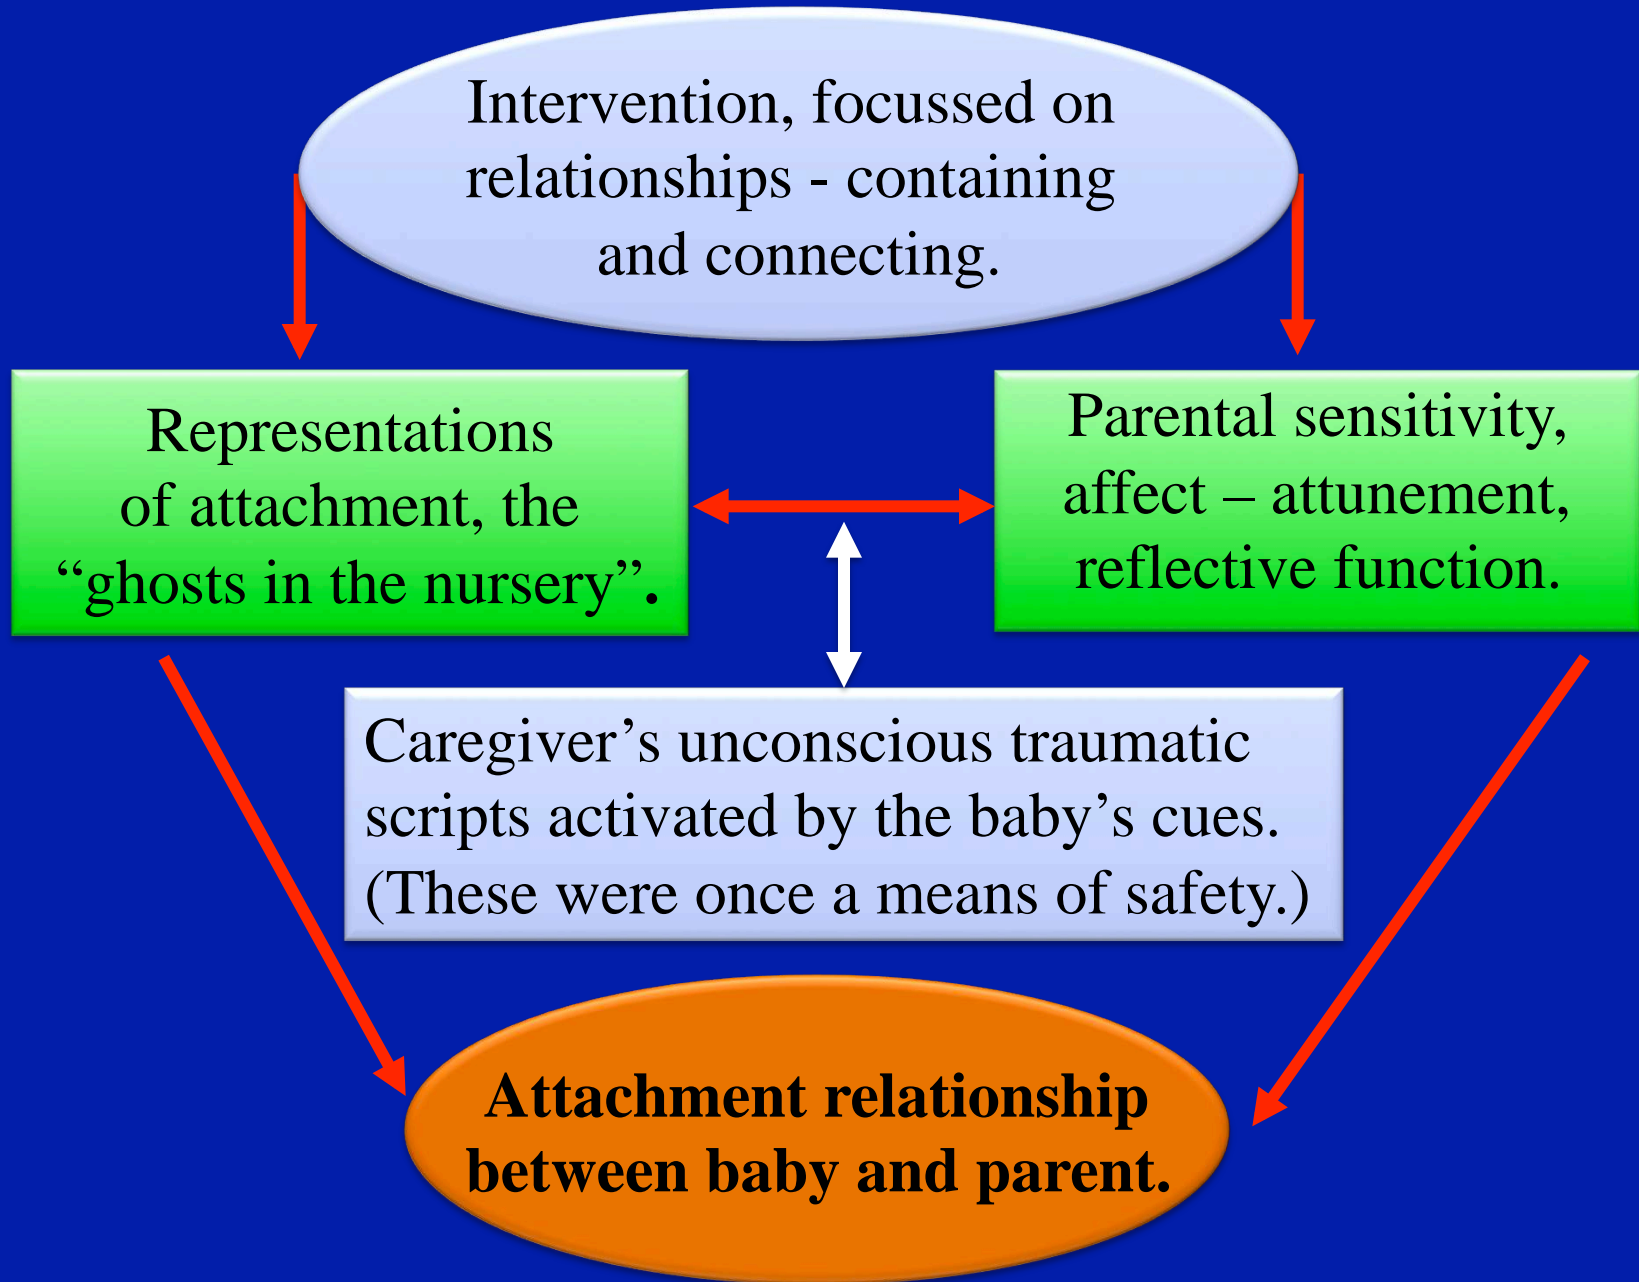 Intervention, focussed on
relationships - containing
and connecting.
Representations
of attachment, the
“ghosts in the nursery”.
Parental sensitivity,
affect – attunement,
reflective function.
Caregiver’s unconscious traumatic
scripts activated by the baby’s cues.
(These were once a means of safety.)
Attachment relationship
between baby and parent.